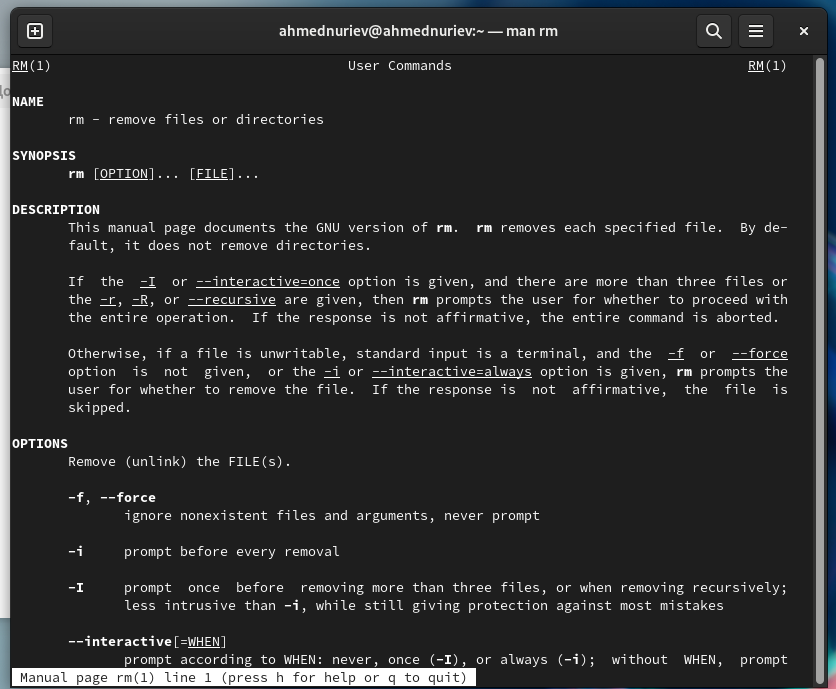 ahmednuriev@ahmednuriev:~ — man rm
RM(1) User Commands RM(1)
NAME
rm - remove files or directories
SYNOPSIS
rm [OPTION]... [FILE]...
DESCRIPTION
This manual page documents the GNU version of rm. rm removes each specified file. By de-
fault, it does not remove directories.
If the -I or --interactive=once option is given, and there are more than three files or
the -r, -R, or --recursive are given, then rm prompts the user for whether to proceed with
the entire operation. If the response is not affirmative, the entire command is aborted.
Otherwise, if a file is unwritable, standard input is a terminal, and the -f or --force
option is not given, or the -i or --interactive=always option is given, rm prompts the
user for whether to remove the file. If the response is not affirmative, the file is
skipped.
OPTIONS
Remove (unlink) the FILE(s).
-f, --force
ignore nonexistent files and arguments, never prompt
-i prompt before every removal
-I prompt once before removing more than three files, or when removing recursively;
less intrusive than -i, while still giving protection against most mistakes
--interactive[=WHEN]
prompt according to WHEN: never, once (-I), or always (-i); without WHEN, prompt
Manual page rm(1) line 1 (press h for help or q to quit)